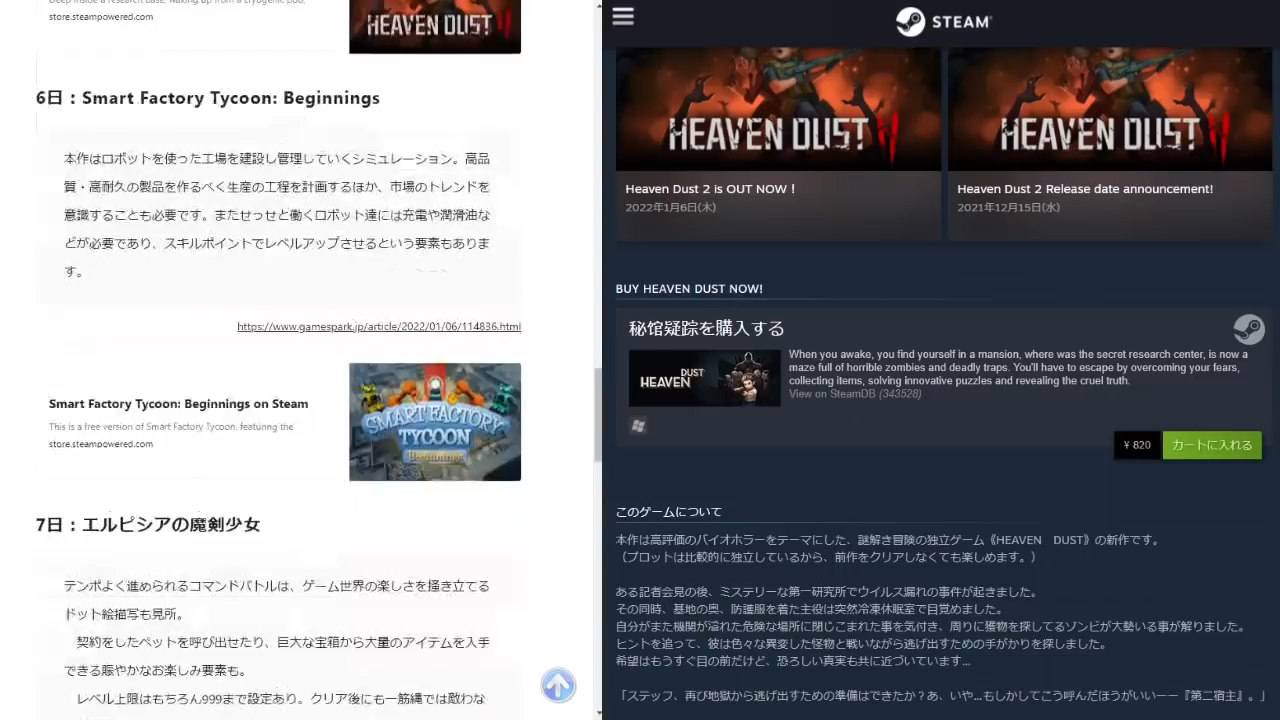 store.steampowered.com
HEAVEN DUST II
6日：Smart Factory Tycoon: Beginnings
本作はロボットを使った工場を建設し管理していくシミュレーション。高品
質・高耐久の製品を作るべく生産の工程を計画するほか、市場のトレンドを
意識することも必要です。またせっせと働くロボット達には充電や潤滑油な
どが必要であり、スキルポイントでレベルアップさせるという要素もありま
す。
https://www.gamespark.jp/article/2022/01/06/114836.html
Smart Factory Tycoon: Beginnings on Steam
This is a free version of Smart Factory Tycoon, featuring the
store.steampowered.com
SMART FACTORY
TYCOON
Beginnings
7日：エルピシアの魔剣少女
テンポよく進められるコマンドバトルは、ゲーム世界の楽しさを掻き立てる
ドット絵描写も見所。
契約をしたペットを呼び出せたり、巨大な宝箱から大量のアイテムを入手
できる賑やかなお楽しみ要素も。
レベル上限はもちろん999まで設定あり。クリア後にも一筋縄では敵わな
STEAM
HEAVEN DUST II
HEAVEN DUST II
Heaven Dust 2 is OUT NOW！
2022年1月6日(木)
Heaven Dust 2 Release date announcement!
2021年12月15日(水)
BUY HEAVEN DUST NOW!
秘馆疑踪を購入する
HEAVEN DUST
When you awake, you find yourself in a mansion, where was the secret research center, is now a
maze full of horrible zombies and deadly traps. You'll have to escape by overcoming your fears,
collecting items, solving innovative puzzles and revealing the cruel truth.
View on SteamDB (343528)
¥ 820
カートに入れる
このゲームについて
本作は高評価のバイオホラーをテーマにした、謎解き冒険の独立ゲーム《HEAVEN　DUST》の新作です。
（プロットは比較的に独立しているから、前作をクリアしなくても楽しめます。）
ある記者会見の後、ミステリーな第一研究所でウイルス漏れの事件が起きました。
その同時、基地の奥、防護服を着た主役は突然冷凍休眠室で目覚めました。
自分がまた機関が溢れた危険な場所に閉じこまれた事を気付き、周りに獲物を探してるゾンビが大勢いる事が解りました。
ヒントを追って、彼は色々な異変した怪物と戦いながら逃げ出すための手がかりを探しました。
希望はもうすぐ目の前だけど、恐ろしい真実も共に近づいています...
「ステッフ、再び地獄から逃げ出すための準備はできたか？あ、いや...もしかしてこう呼んだほうがいいーー『第二宿主』。」